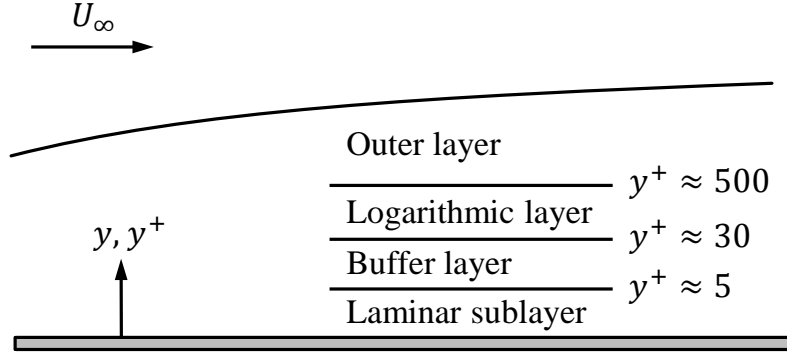 U∞
Outer layer
y⁺ ≈ 500
Logarithmic layer
y, y⁺
y⁺ ≈ 30
Buffer layer
y⁺ ≈ 5
Laminar sublayer